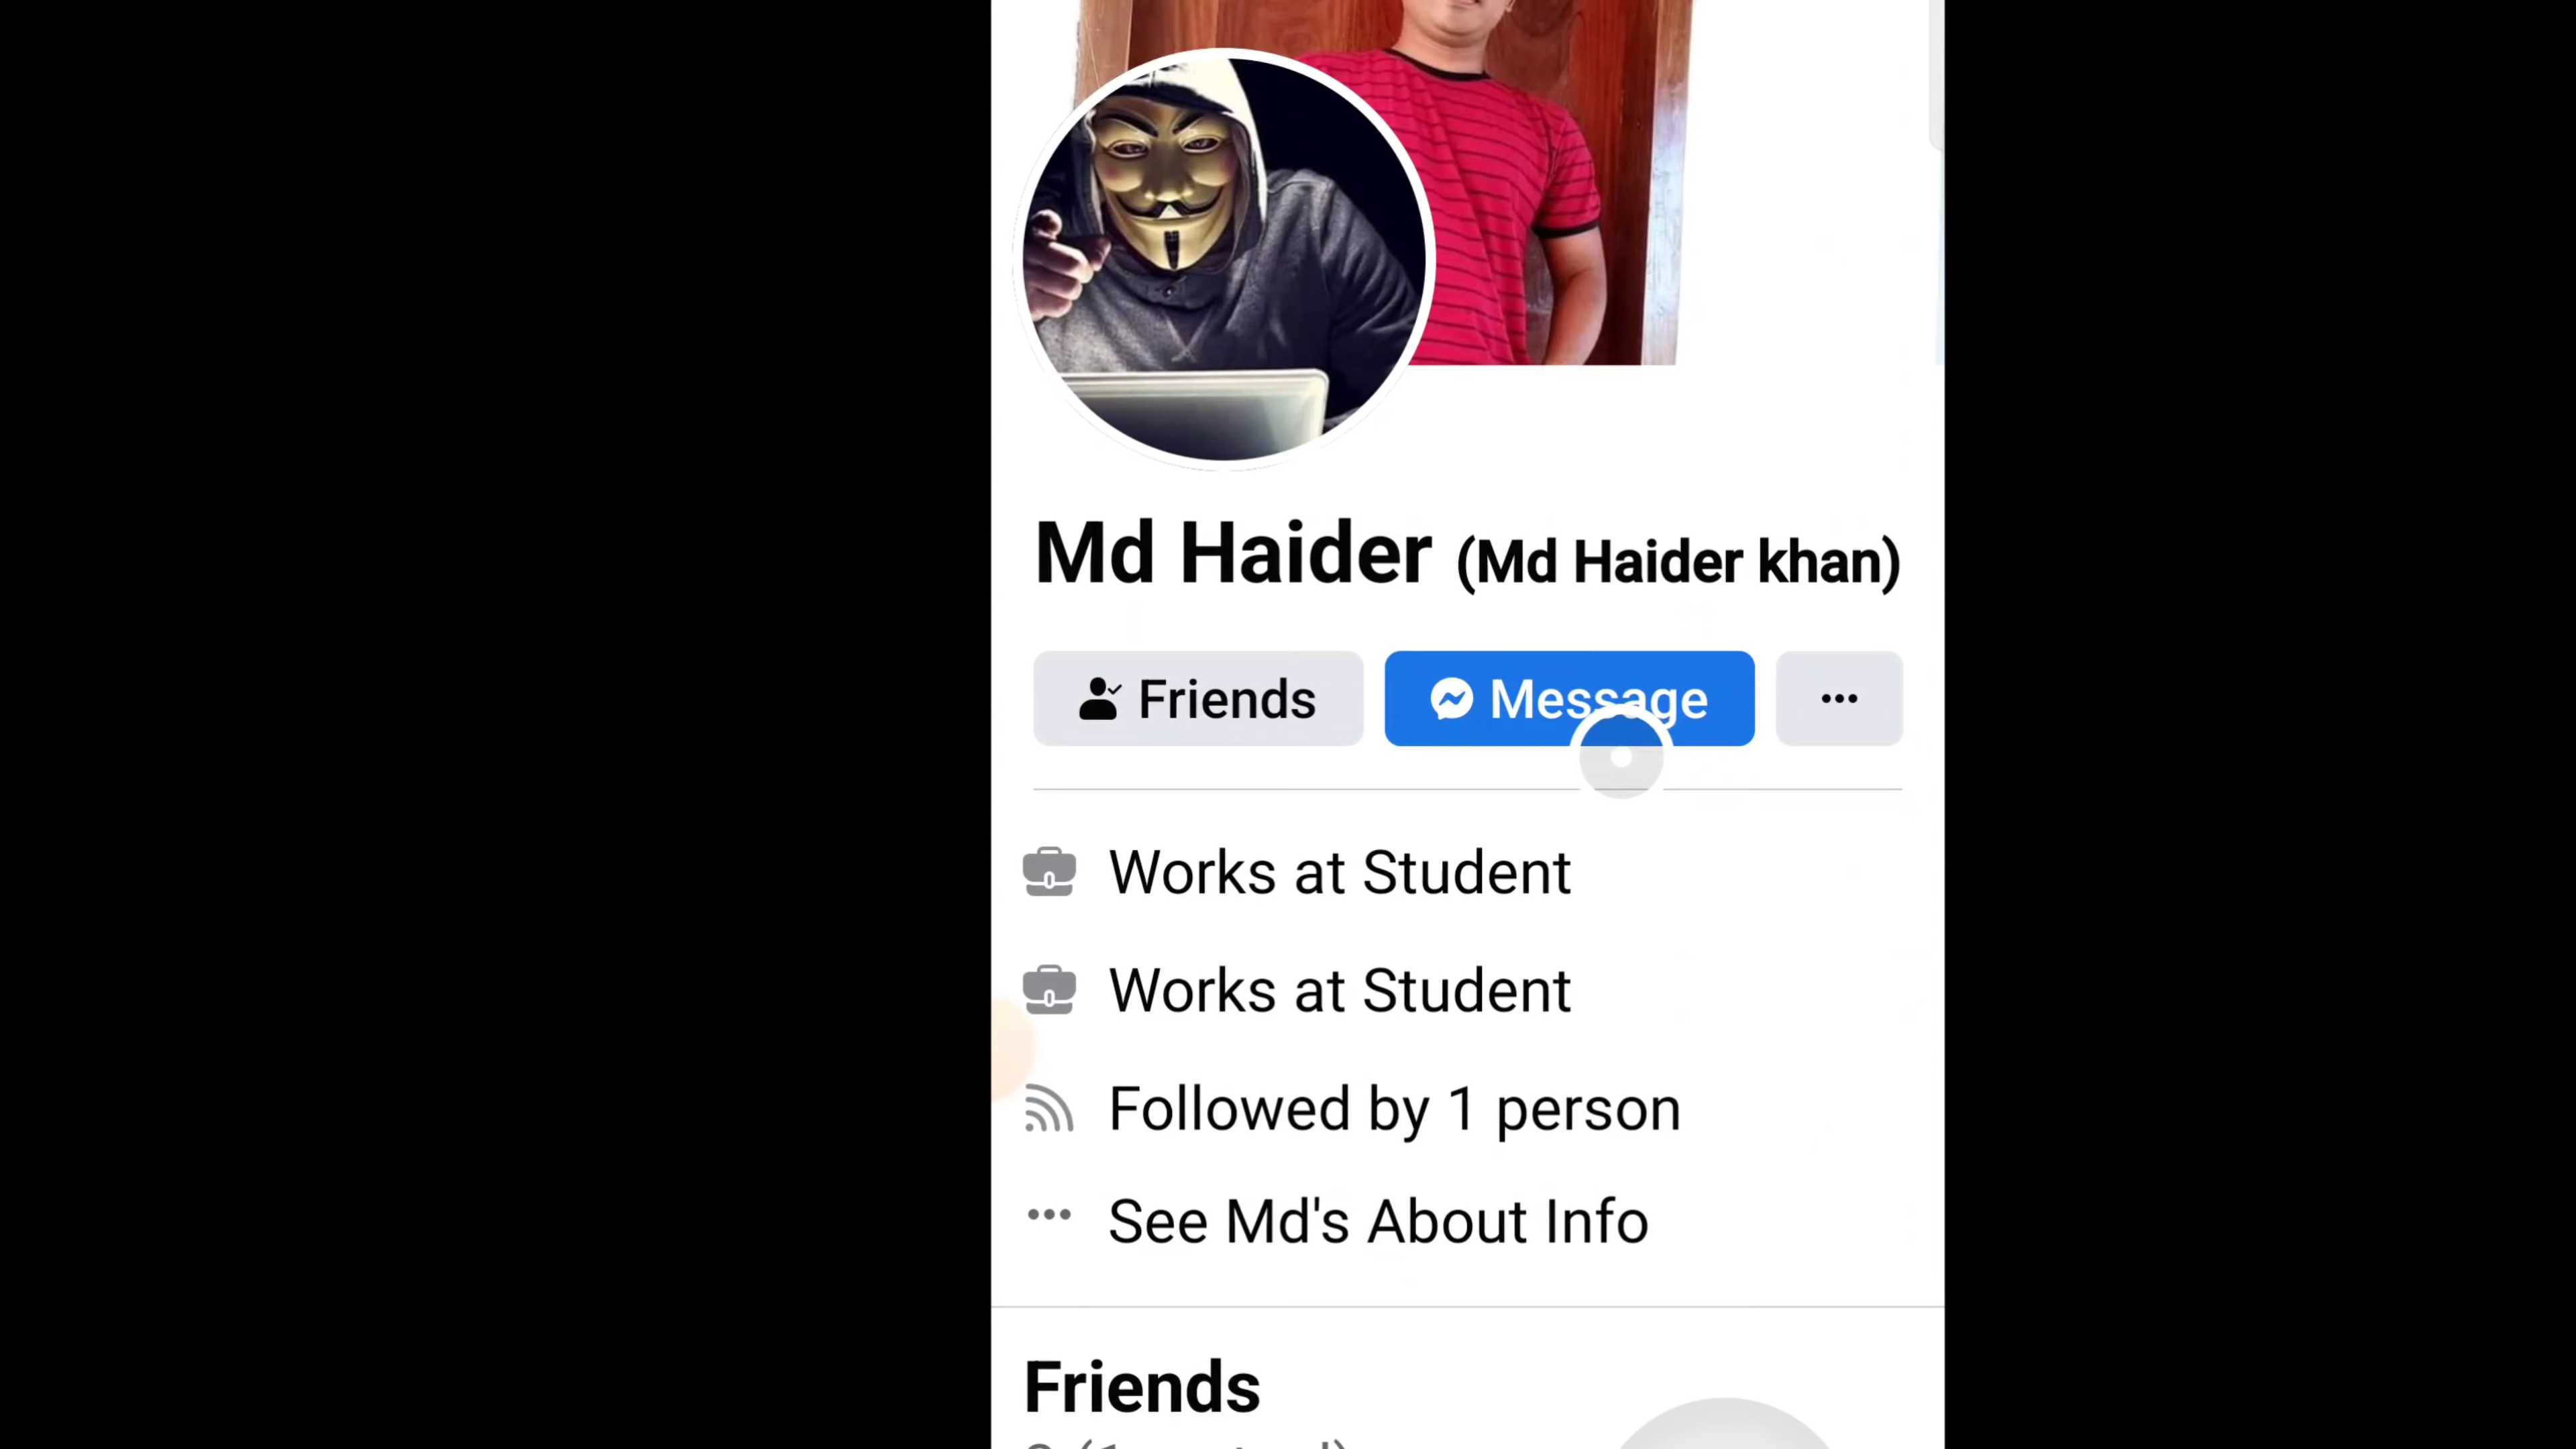 Md Haider (Md Haider khan)
Friends Message
Works at Student
Works at Student
Followed by 1 person
See Md's About Info
Friends